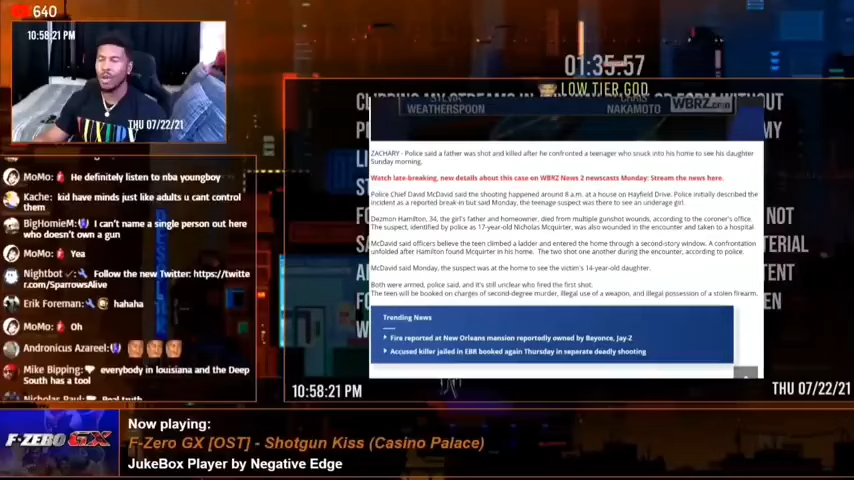 640
10:58:21 PM
THU 07/22/21
01:35:57
LOW TIER GOD
CLIPPING MY STREAMS IN
OR FORM WITHOUT
WEATHERSPOON
NAKAMOTO
WBRZ.com
ZACHARY - Police said a father was shot and killed after he confronted a teenager who snuck into his home to see his daughter
Sunday morning.
Watch late-breaking, new details about this case on WBRZ News 2 newscasts Monday: Stream the news here.
Police Chief David McDavid said the shooting happened around 8 a.m. at a house on Hayfield Drive. Police initially described the
incident as a reported break-in but said Monday, the teenage suspect was there to see an underage girl.
Dezmon Hamilton, 34, the girl's father and homeowner, died from multiple gunshot wounds, according to the coroner's office.
The suspect, identified by police as 17-year-old Nicholas Mcquirter, was also wounded in the encounter and taken to a hospital
McDavid said officers believe the teen climbed a ladder and entered the home through a second-story window. A confrontation
unfolded after Hamilton found Mcquirter in his home. The two shot one another during the encounter, according to police.
McDavid said Monday, the suspect was at the home to see the victim's 14-year-old daughter.
Both were armed, police said, and it's still unclear who fired the first shot.
The teen will be booked on charges of second-degree murder, illegal use of a weapon, and illegal possession of a stolen firearm.
Trending News
Fire reported at New Orleans mansion reportedly owned by Beyonce, Jay-Z
Accused killer jailed in EBR booked again Thursday in separate deadly shooting
MoMo: He definitely listen to nba youngboy
Kache: kid have minds just like adults u cant control
them
BigHomieM: I can't name a single person out here
who doesn't own a gun
MoMo: Yea
Nightbot: Follow the new Twitter: https://twitte
r.com/SparrowsAlive
Erik Foreman: hahaha
MoMo: Oh
Andronicus Azareel:
Mike Bipping: everybody in louisiana and the Deep
South has a tool
Nicholas Paul: Real truth
10:58:21 PM
THU 07/22/21
F-ZERO GX
Now playing:
F-Zero GX [OST] - Shotgun Kiss (Casino Palace)
JukeBox Player by Negative Edge